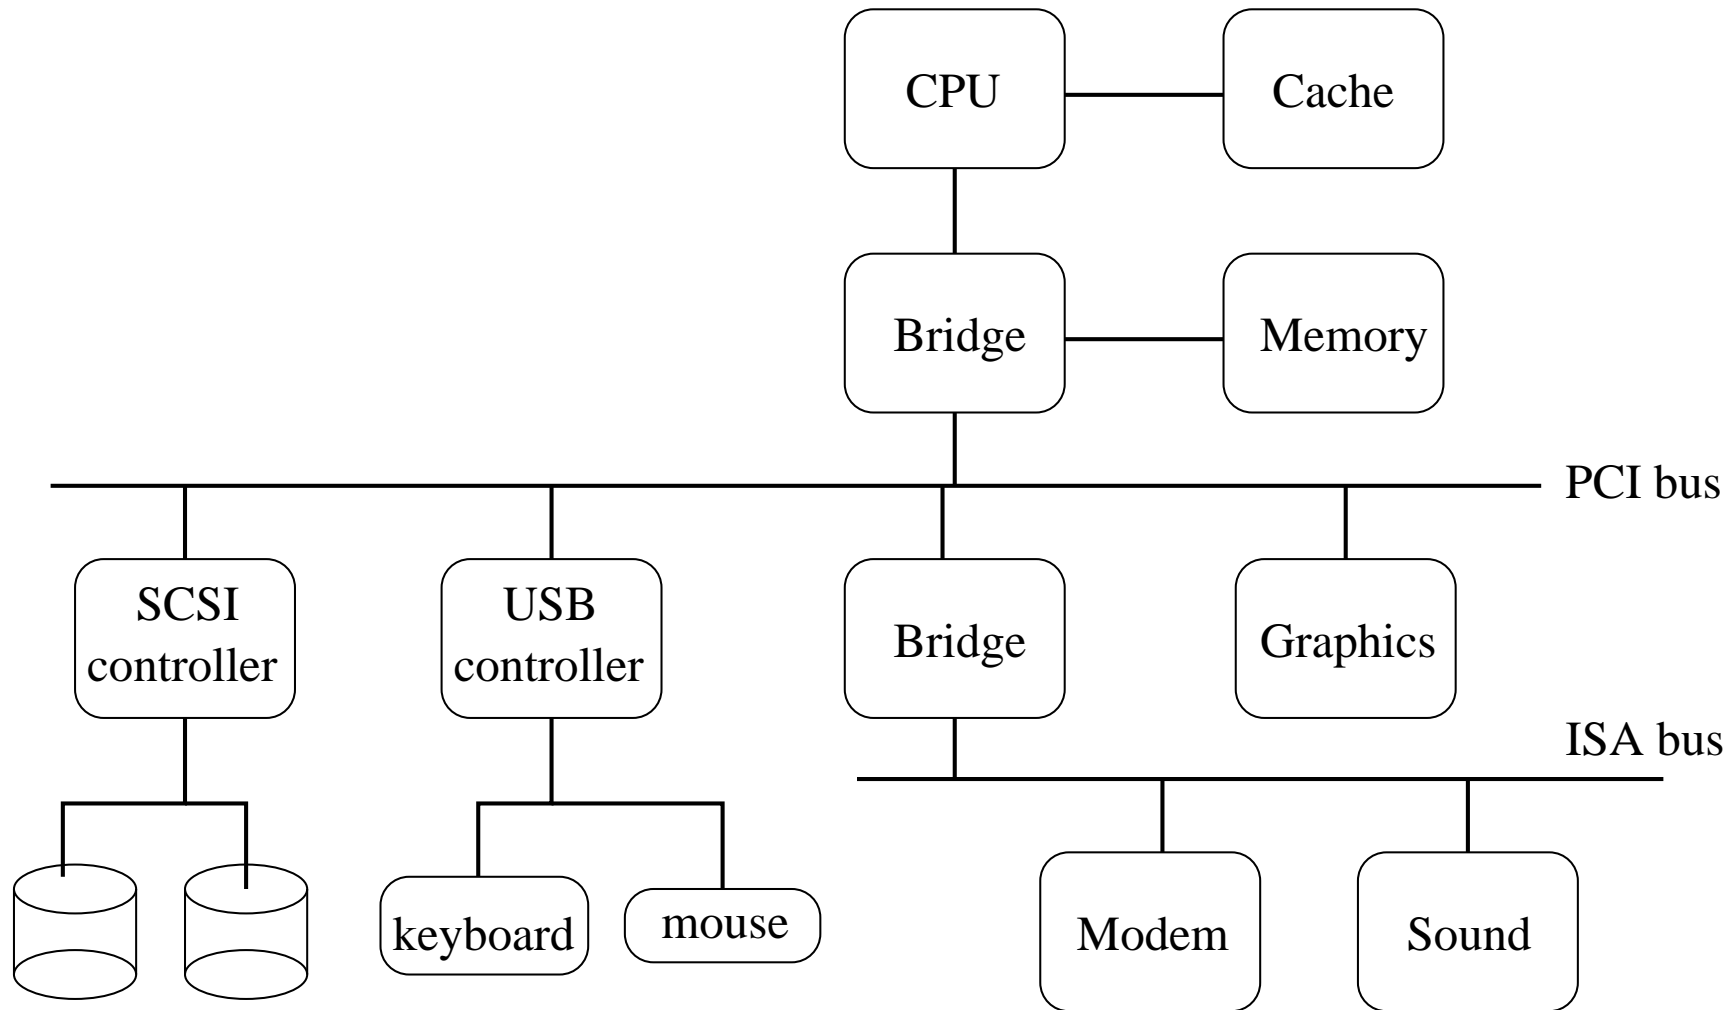 CPU
Cache
Bridge
Memory
PCI bus
SCSI
controller
USB
controller
Bridge
Graphics
ISA bus
keyboard
mouse
Modem
Sound